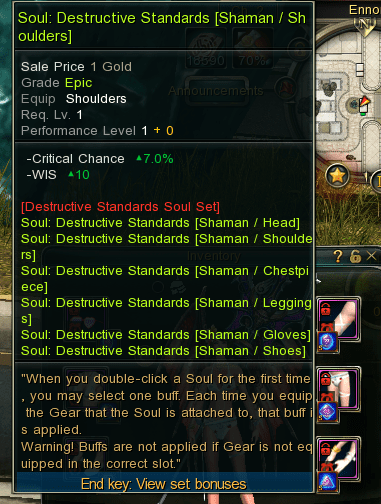 Soul: Destructive Standards [Shaman / Sh
oulders]
Enno
Sale Price 1 Gold
Grade Epic
Equip Shoulders
Req. Lv. 1
Performance Level 1 + 0
18590 70%
Announcements
-Critical Chance ▲7.0%
-WIS ▲10
[Destructive Standards Soul Set]
Soul: Destructive Standards [Shaman / Head]
Soul: Destructive Standards [Shaman / Shoulde
rs]
Inventory
Soul: Destructive Standards [Shaman / Chestpi
ece]
Soul: Destructive Standards [Shaman / Legging
s]
Soul: Destructive Standards [Shaman / Gloves]
Soul: Destructive Standards [Shaman / Shoes]
"When you double-click a Soul for the first time
, you may select one buff. Each time you equip
the Gear that the Soul is attached to, that buff i
s applied.
Warning! Buffs are not applied if Gear is not eq
uipped in the correct slot."
End key: View set bonuses